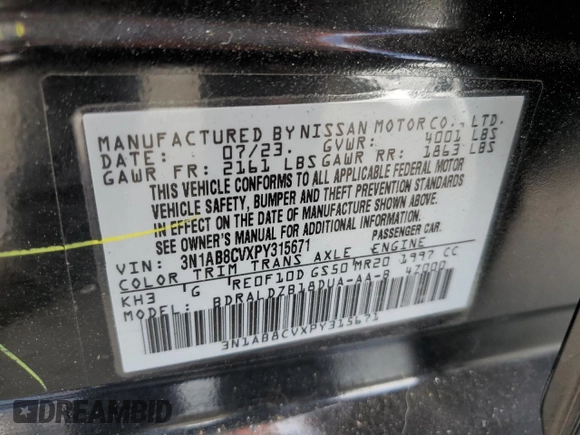 MANUFACTURED BY NISSAN MOTOR CO., LTD.
DATE: 07/23. GVWR: 4001 LBS
GAWR FR: 2161 LBS GAWR RR: 1863 LBS
THIS VEHICLE CONFORMS TO ALL APPLICABLE FEDERAL MOTOR
VEHICLE SAFETY, BUMPER AND THEFT PREVENTION STANDARDS
IN EFFECT ON THE DATE OF MANUFACTURE SHOWN ABOVE.
SEE OWNER'S MANUAL FOR ADDITIONAL INFORMATION.
VIN: 3N1AB8CVXPY315671 PASSENGER CAR.
COLOR TRIM TRANS AXLE ENGINE
KH3 G RE0F10D GS50 MR20 1997 CC
MODEL: BDRALDZB18DUA-AA-B 47000
3N1AB8CVXPY315671
DREAMBID